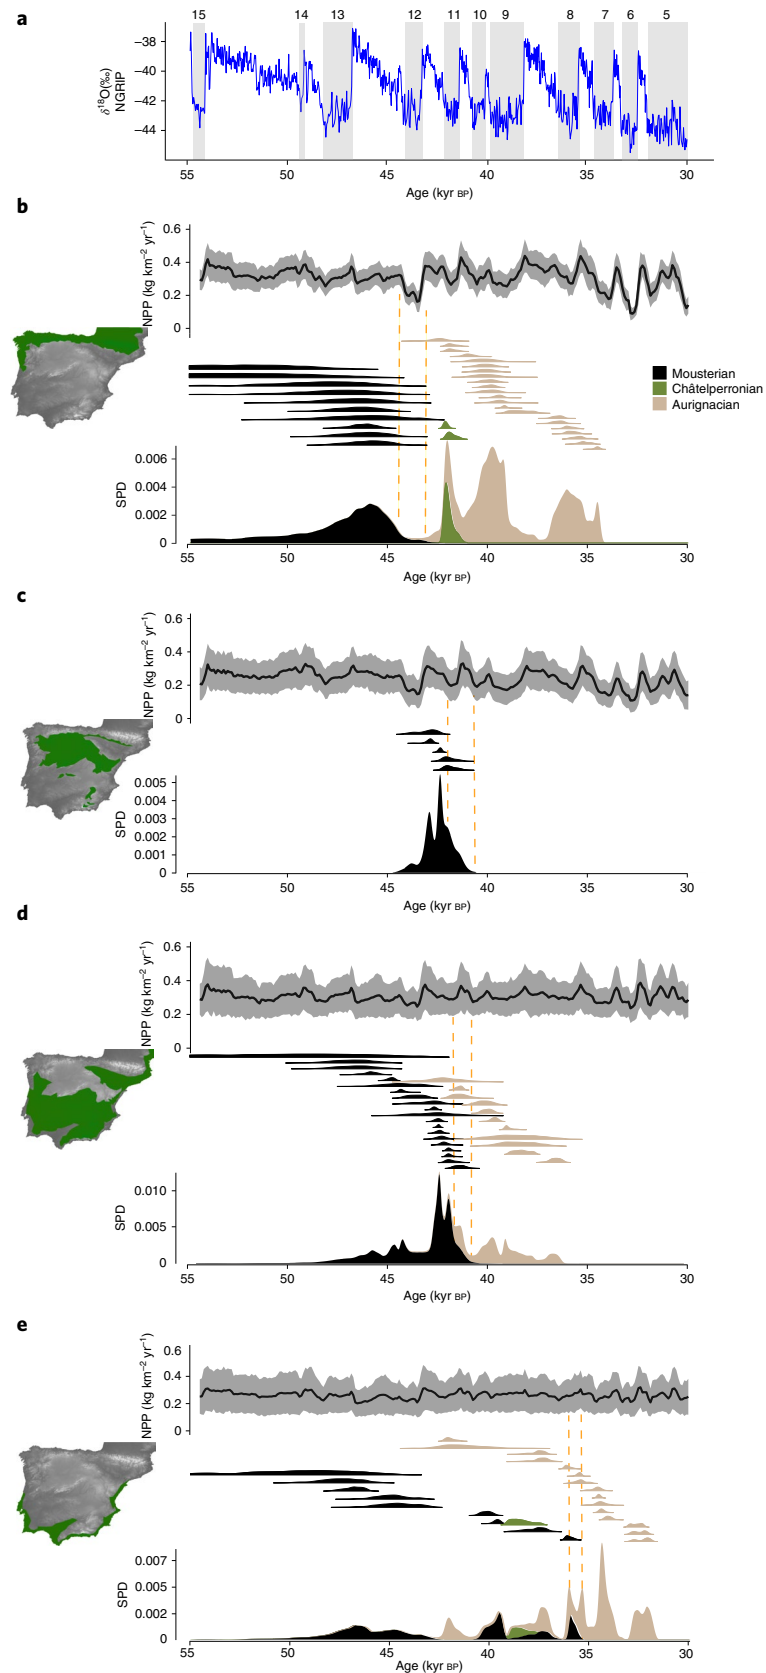 a
15 14 13 12 11 10 9 8 7 6 5
–38
–40
–42
–44
δ18O(‰)
NGRIP
55 50 45 40 35 30
Age (kyr BP)
b
NPP (kg km–2 yr–1)
0.6
0.4
0.2
0
Mousterian
Châtelperronian
Aurignacian
SPD
0.006
0.004
0.002
0
55 50 45 40 35 30
Age (kyr BP)
c
NPP (kg km–2 yr–1)
0.6
0.4
0.2
0
SPD
0.005
0.004
0.003
0.002
0.001
0
55 50 45 40 35 30
Age (kyr BP)
d
NPP (kg km–2 yr–1)
0.6
0.4
0.2
0
SPD
0.010
0.005
0
55 50 45 40 35 30
Age (kyr BP)
e
NPP (kg km–2 yr–1)
0.6
0.4
0.2
0
SPD
0.007
0.005
0.002
0
55 50 45 40 35 30
Age (kyr BP)